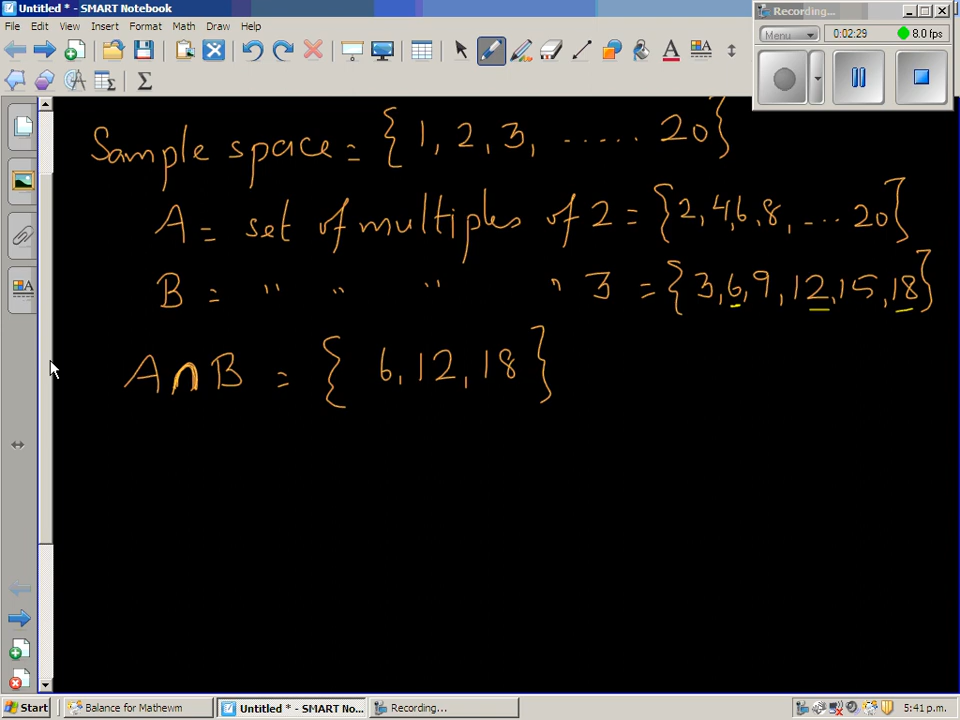 Untitled * - SMART Notebook
Recording...
File Edit View Insert Format Math Draw Help
Menu 0:02:29 8.0 fps
Sample space = {1, 2, 3, ...... 20}
A = set of multiples of 2 = {2, 4, 6, 8, ... 20}
B = " " " " 3 = {3, 6, 9, 12, 15, 18}
A∩B = { 6, 12, 18 }
Start Balance for Mathewm Untitled * - SMART No... Recording... 5:41 p.m.